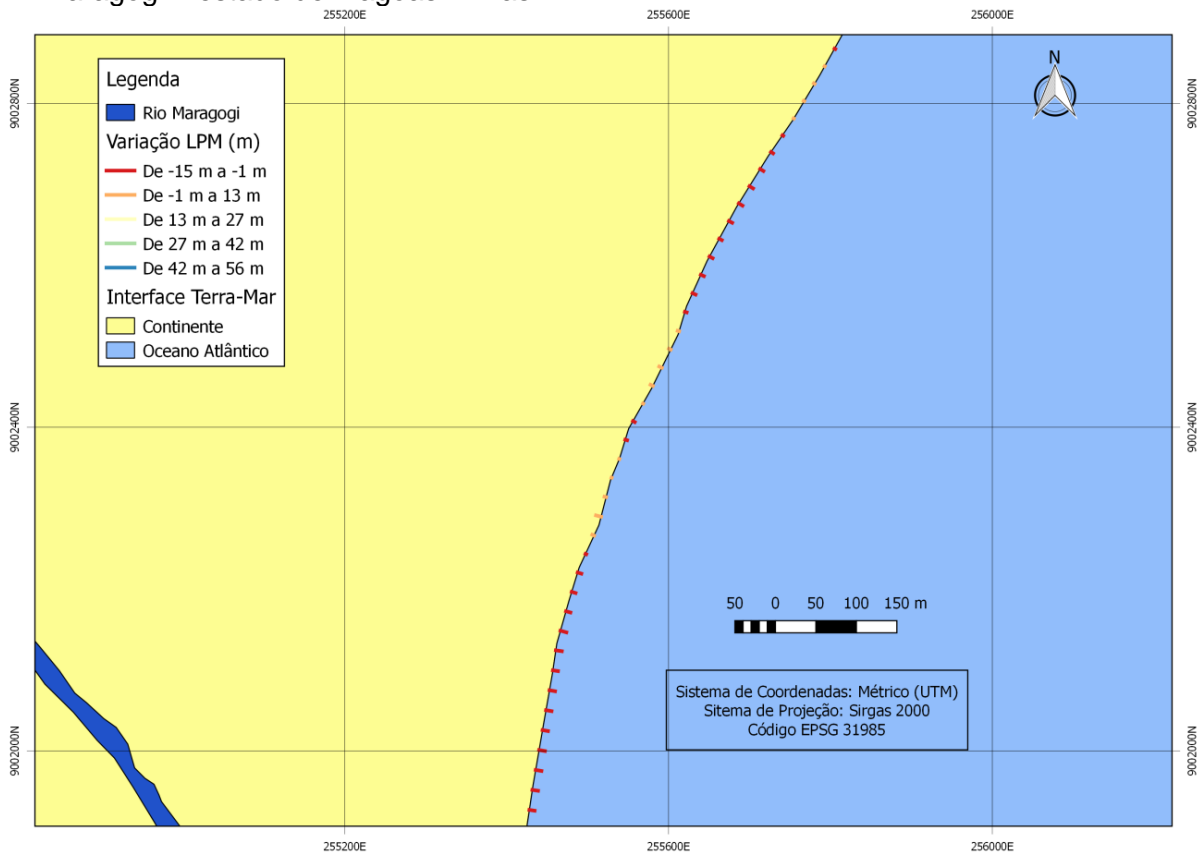 255200E
255600E
256000E
N
9002800N
9002800N
Legenda
Rio Maragogi
Variação LPM (m)
De -15 m a -1 m
De -1 m a 13 m
De 13 m a 27 m
De 27 m a 42 m
De 42 m a 56 m
Interface Terra-Mar
Continente
Oceano Atlântico
9002400N
9002400N
50 0 50 100 150 m
Sistema de Coordenadas: Métrico (UTM)
Sitema de Projeção: Sirgas 2000
Código EPSG 31985
9002000N
9002000N
255200E
255600E
256000E